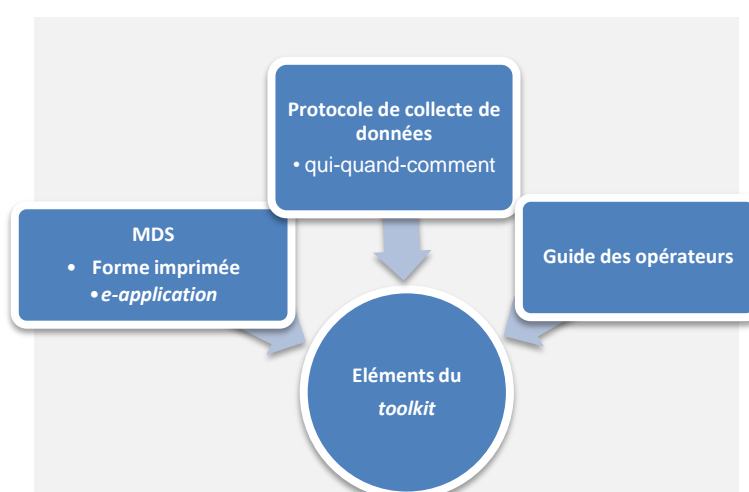 Protocole de collecte de
données
• qui-quand-comment
MDS
• Forme imprimée
• e-application
Guide des opérateurs
Eléments du
toolkit